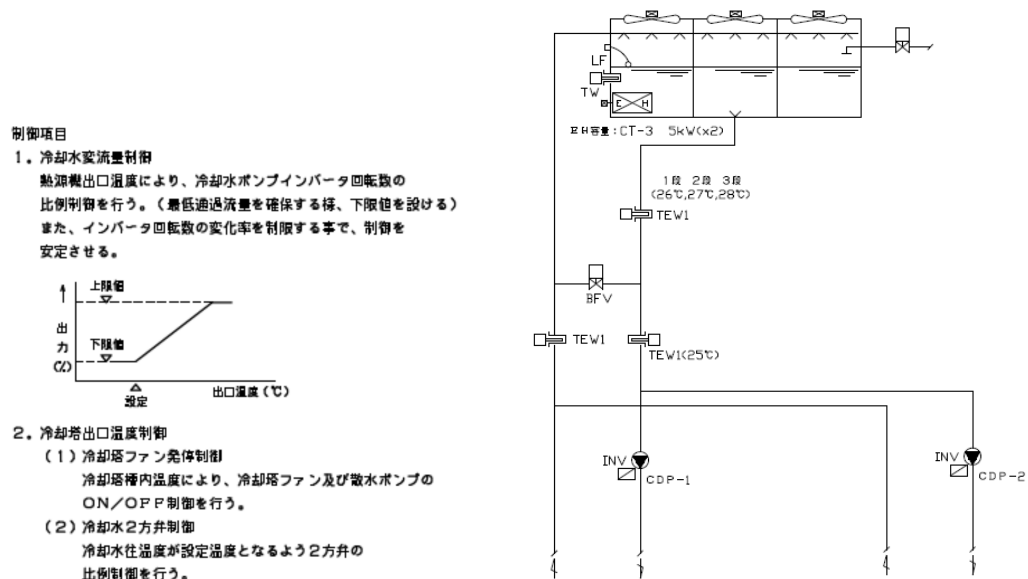 制御項目
1. 冷却水変流量制御
熱源機出口温度により、冷却水ポンプインバータ回転数の
比例制御を行う。（最低通過流量を確保する様、下限値を設ける）
また、インバータ回転数の変化率を制限する事で、制御を
安定させる。
上限値
下限値
出力(%)
設定
出口温度(℃)
2. 冷却塔出口温度制御
(1) 冷却塔ファン発停制御
冷却塔槽内温度により、冷却塔ファン及び散水ポンプの
ON/OFF制御を行う。
(2) 冷却水2方弁制御
冷却水往温度が設定温度となるよう2方弁の
比例制御を行う。
LF
TW
E H
EH容量:CT-3 5kW(x2)
1段 2段 3段
(26℃,27℃,28℃)
TEW1
BFV
TEW1
TEW1(25℃)
INV
CDP-1
INV
CDP-2